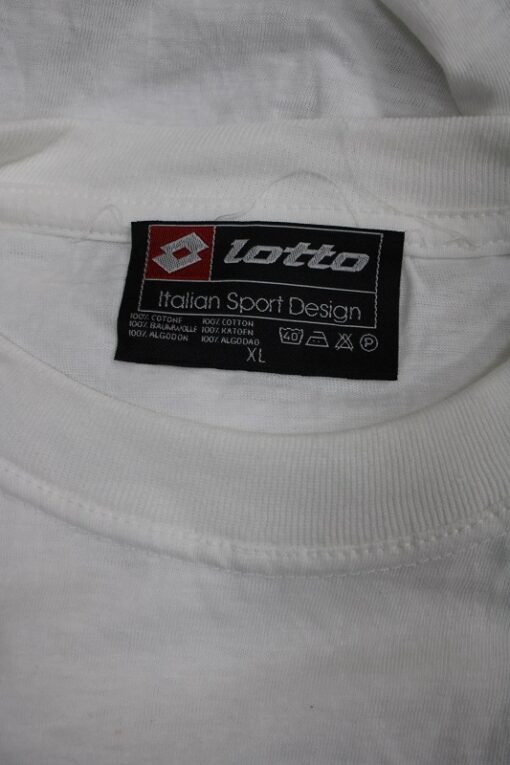 lotto
Italian Sport Design
100% COTONE 100% COTTON
100% BAUMWOLLE 100% KATOEN
100% ALGODON 100% ALGODAO
XL
40
P